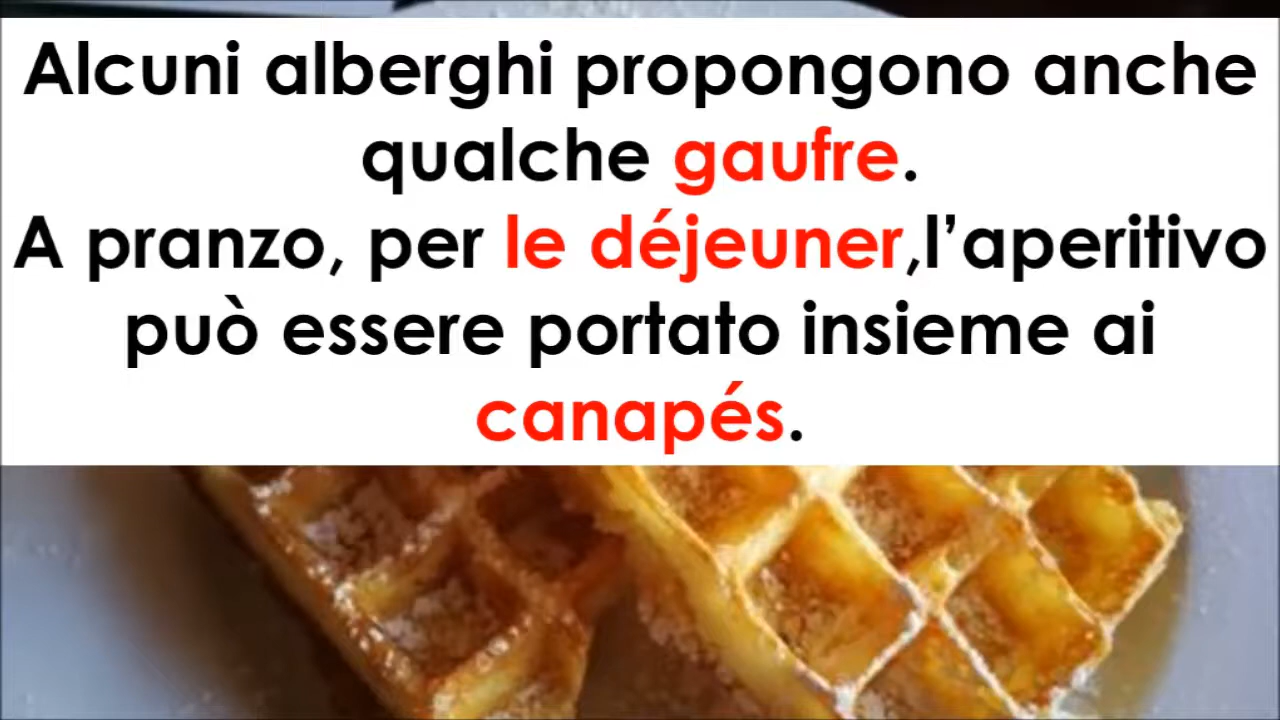 Alcuni alberghi propongono anche
qualche gaufre.
A pranzo, per le déjeuner,l’aperitivo
può essere portato insieme ai
canapés.